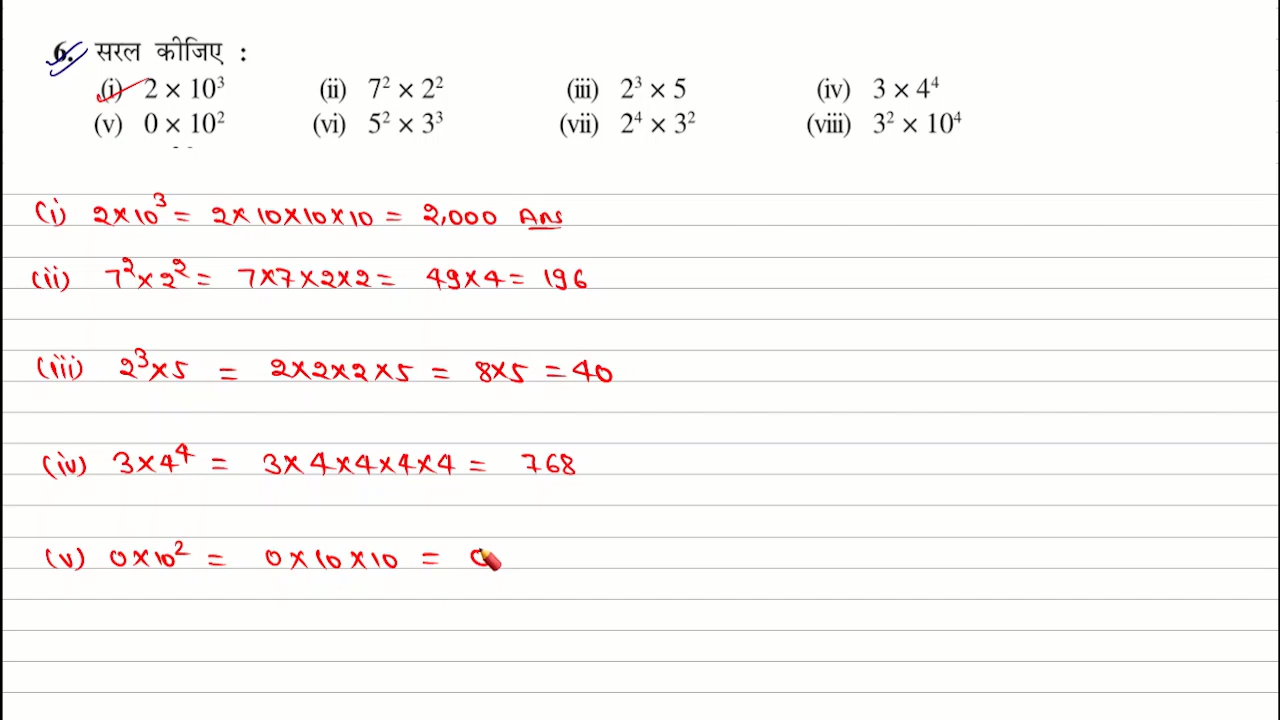 6. सरल कीजिए :
(i) 2 × 10³ (ii) 7² × 2² (iii) 2³ × 5 (iv) 3 × 4⁴
(v) 0 × 10² (vi) 5² × 3³ (vii) 2⁴ × 3² (viii) 3² × 10⁴
(i) 2×10³ = 2×10×10×10 = 2,000 Ans
(ii) 7²×2² = 7×7×2×2 = 49×4 = 196
(iii) 2³×5 = 2×2×2×5 = 8×5 = 40
(iv) 3×4⁴ = 3×4×4×4×4 = 768
(v) 0×10² = 0×10×10 =